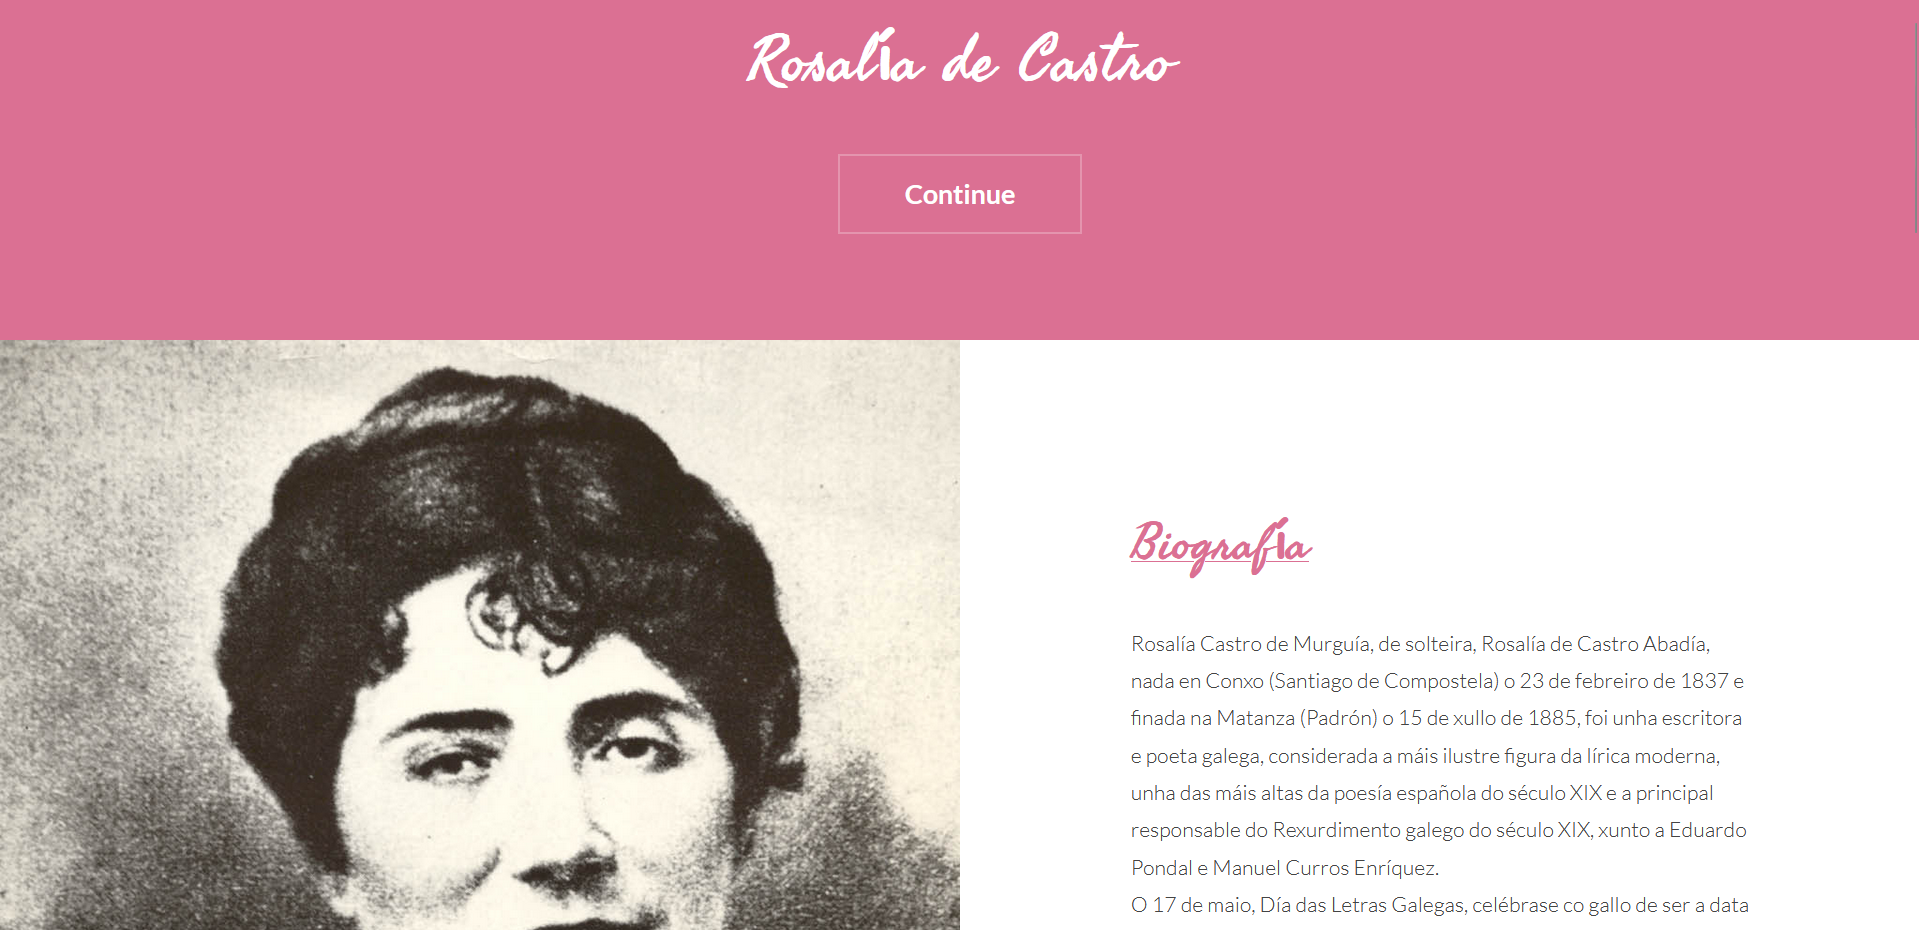 Rosalía de Castro
Continue
Biografía
Rosalía Castro de Murguía, de solteira, Rosalía de Castro Abadía,
nada en Conxo (Santiago de Compostela) o 23 de febreiro de 1837 e
finada na Matanza (Padrón) o 15 de xullo de 1885, foi unha escritora
e poeta galega, considerada a máis ilustre figura da lírica moderna,
unha das máis altas da poesía española do século XIX e a principal
responsable do Rexurdimento galego do século XIX, xunto a Eduardo
Pondal e Manuel Curros Enríquez.
O 17 de maio, Día das Letras Galegas, celébrase co gallo de ser a data